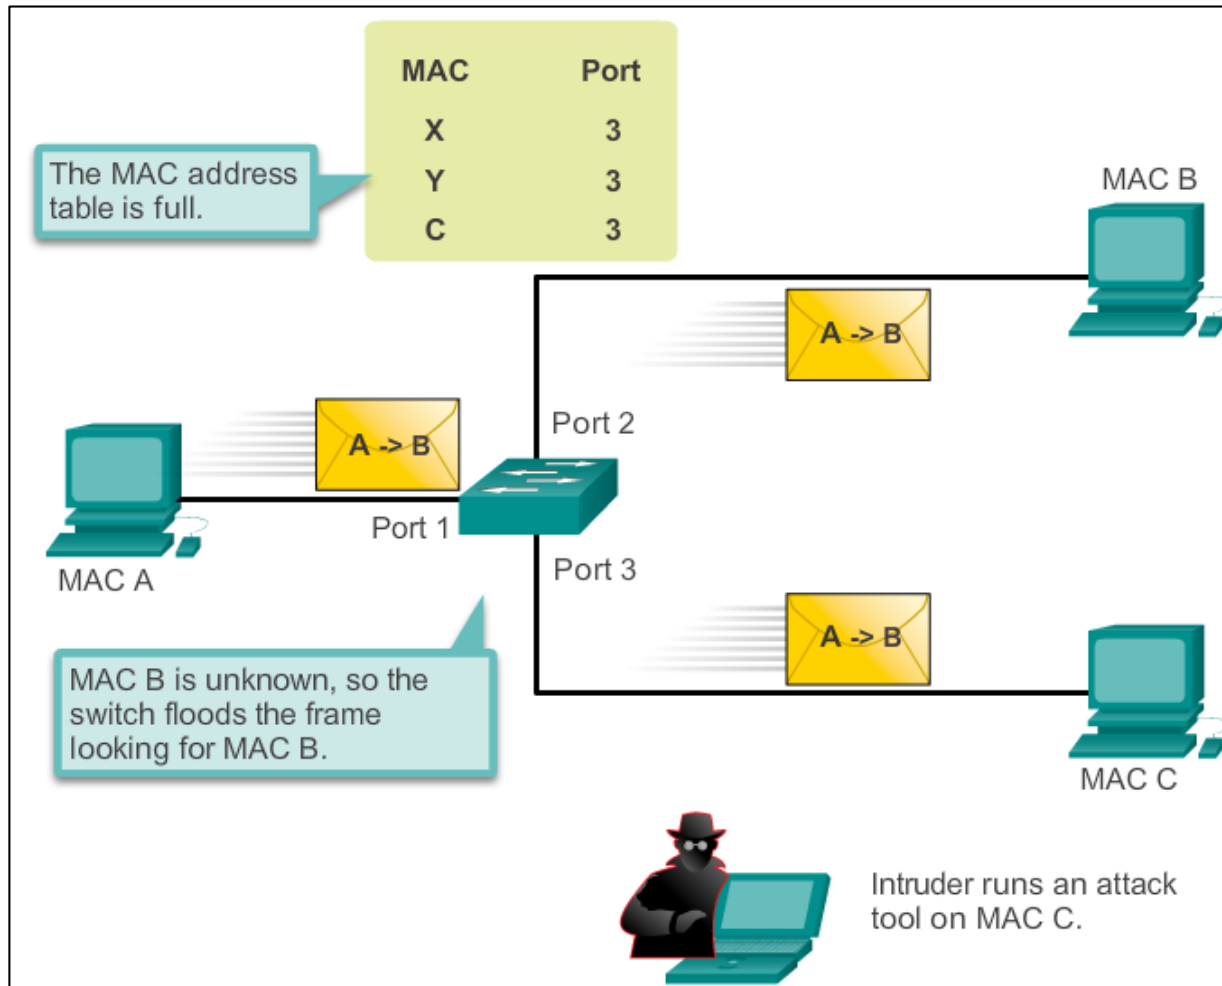 MAC Port
X 3
Y 3
C 3
The MAC address
table is full.
MAC B
A -> B
Port 2
A -> B
Port 1
MAC A
Port 3
A -> B
MAC B is unknown, so the
switch floods the frame
looking for MAC B.
MAC C
Intruder runs an attack
tool on MAC C.